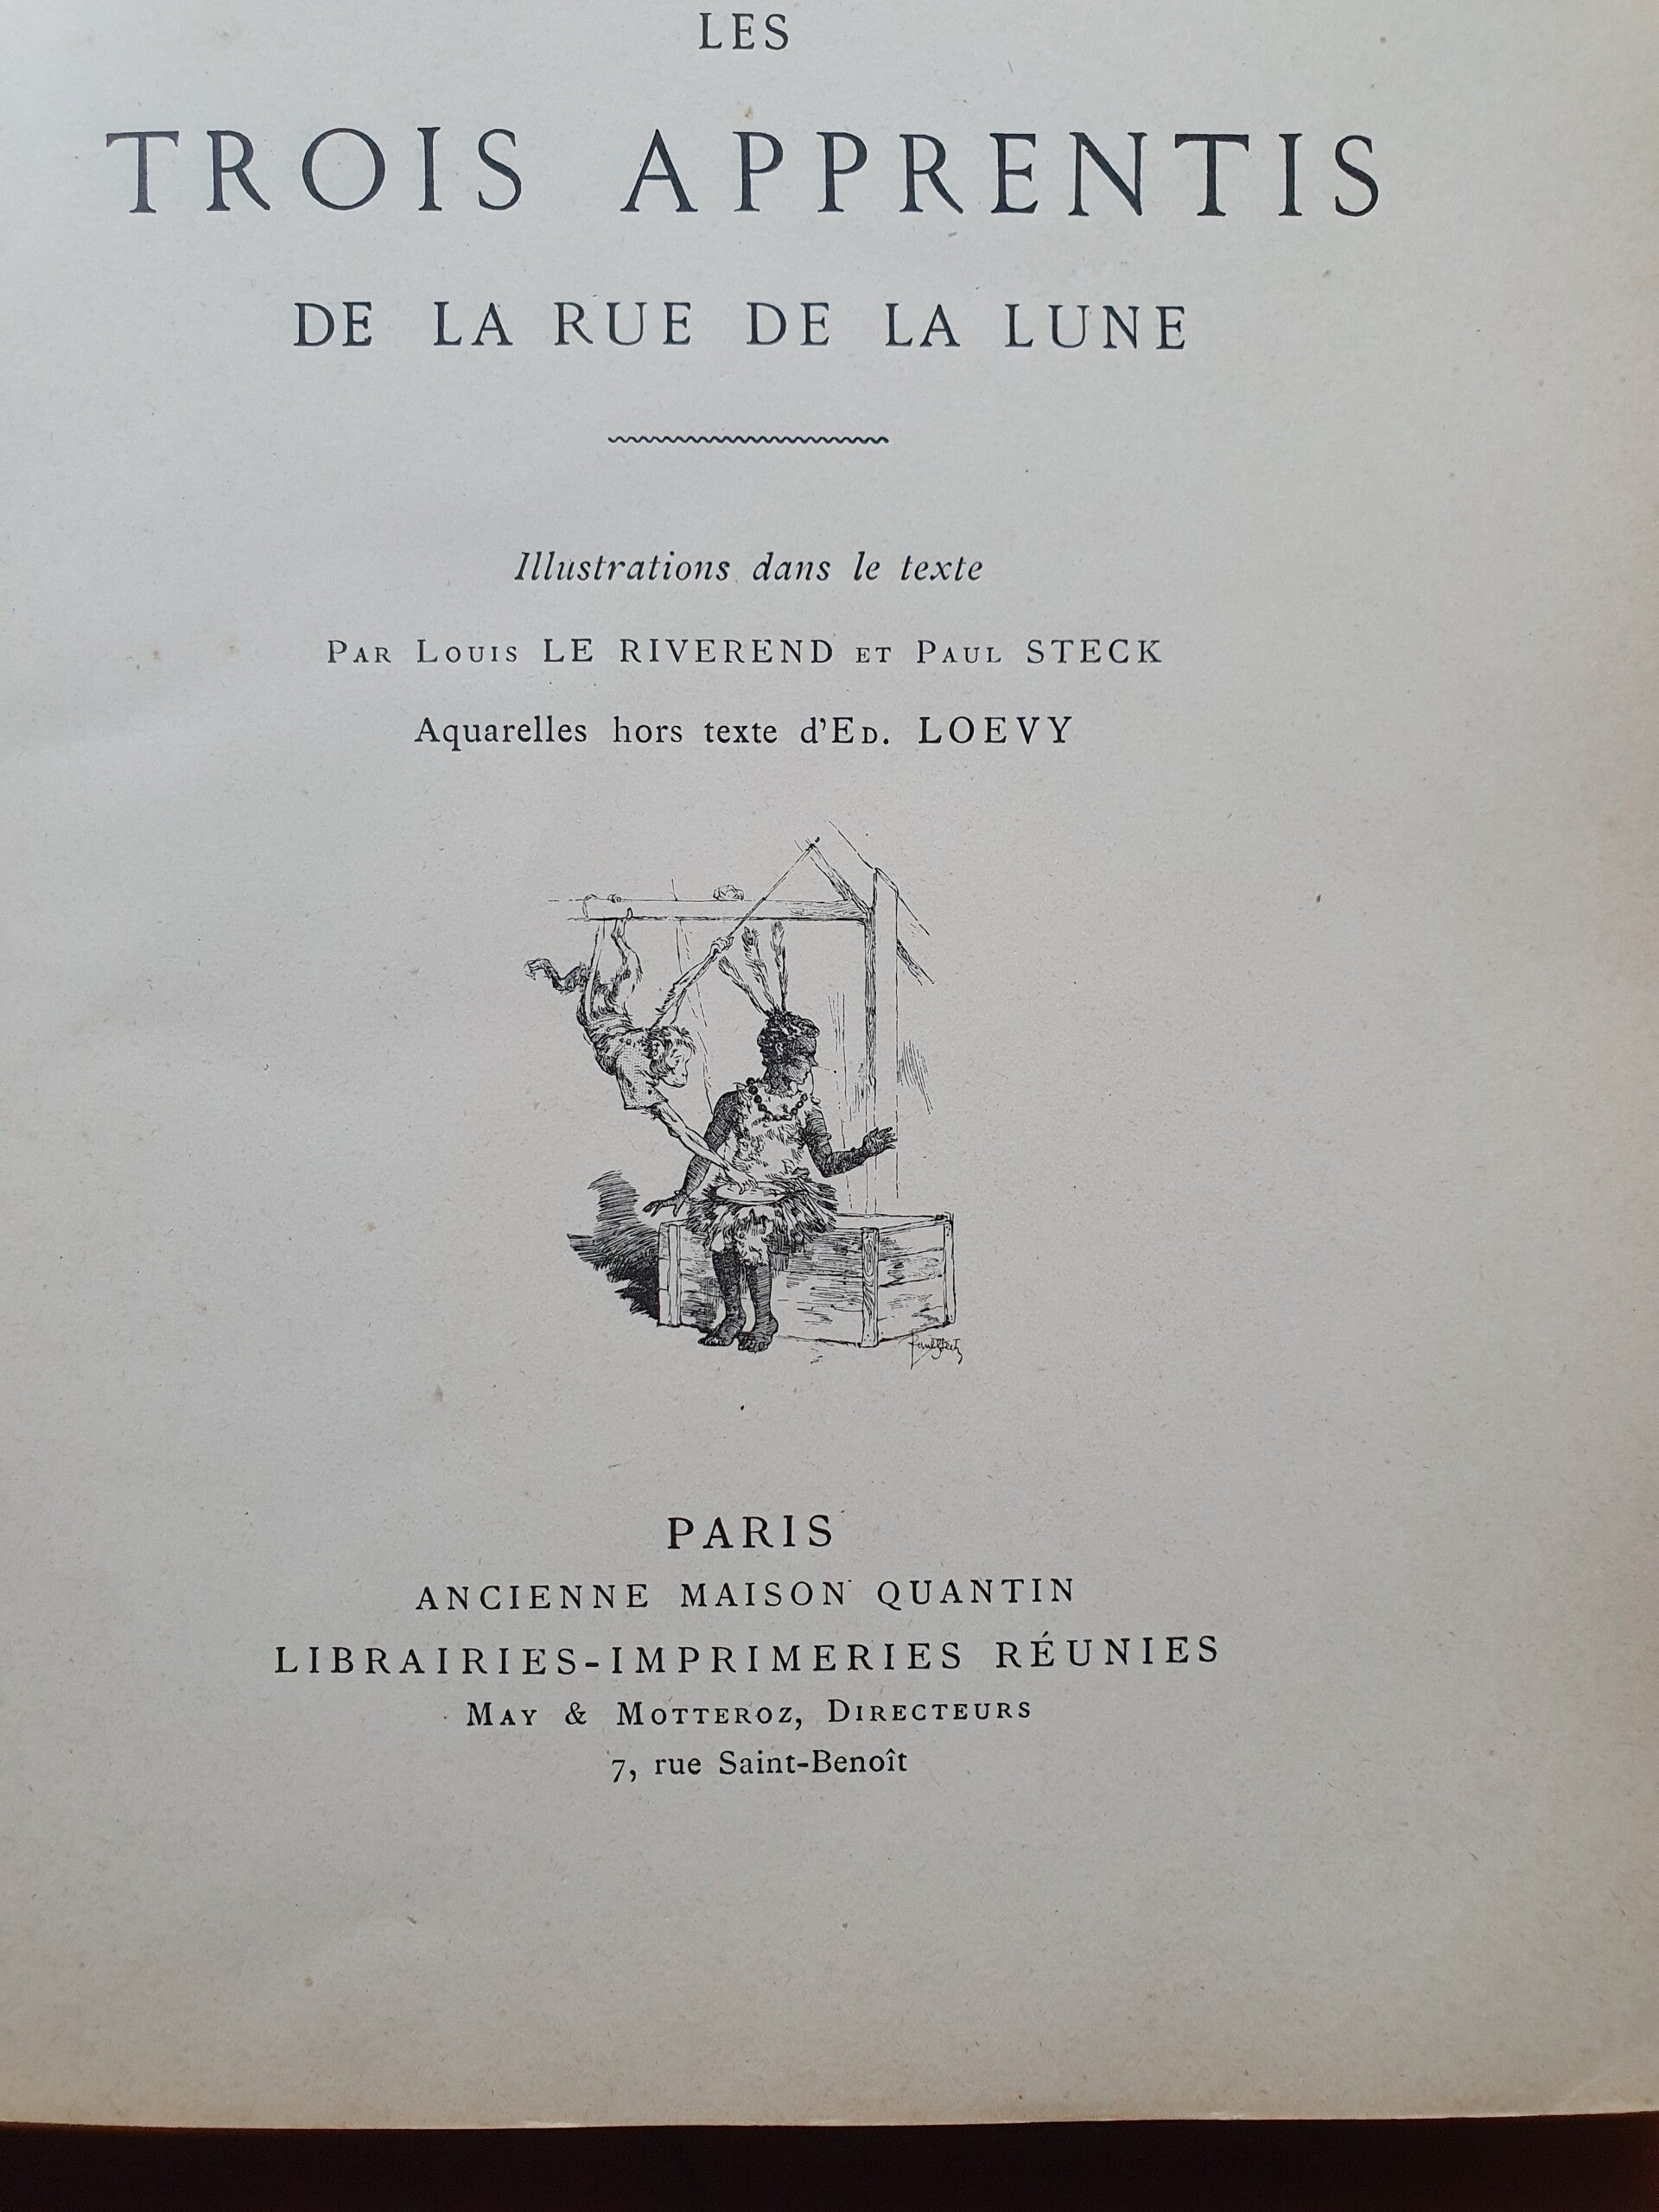 LES
TROIS APPRENTIS
DE LA RUE DE LA LUNE
Illustrations dans le texte
PAR LOUIS LE RIVEREND ET PAUL STECK
Aquarelles hors texte d'ED. LOEVY
Paul Steck
PARIS
ANCIENNE MAISON QUANTIN
LIBRAIRIES-IMPRIMERIES RÉUNIES
MAY & MOTTEROZ, DIRECTEURS
7, rue Saint-Benoît